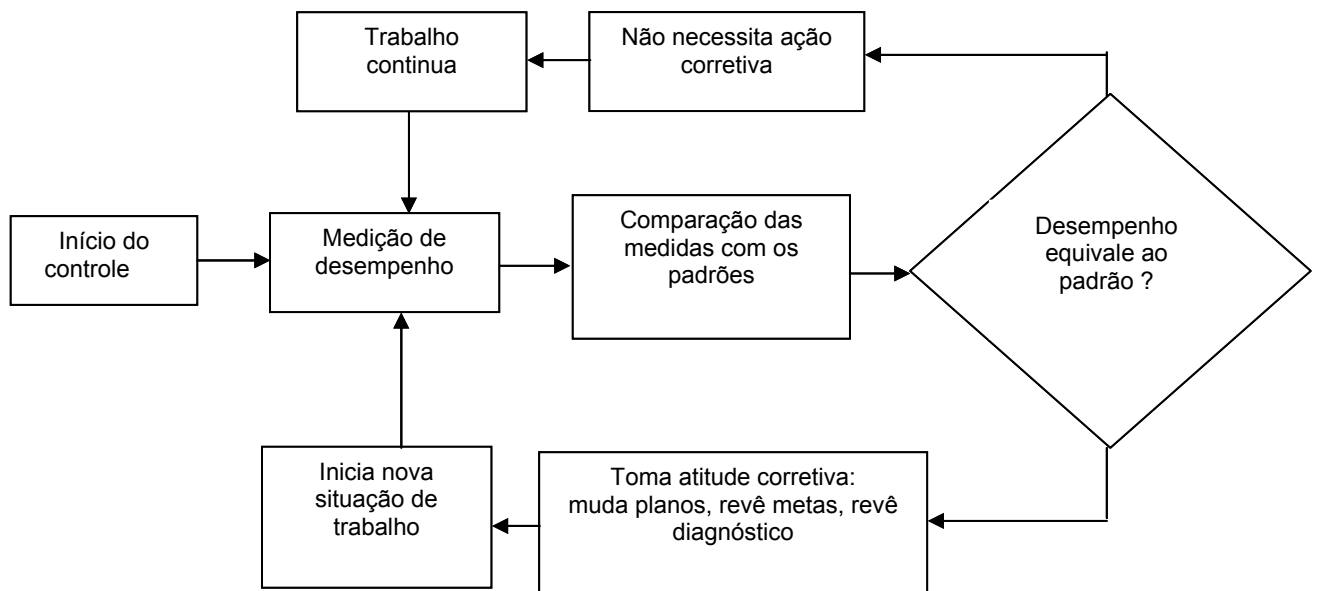 Trabalho
continua
Não necessita ação
corretiva
Início do
controle
Medição de
desempenho
Comparação das
medidas com os
padrões
Desempenho
equivale ao
padrão ?
Inicia nova
situação de
trabalho
Toma atitude corretiva:
muda planos, revê metas, revê
diagnóstico